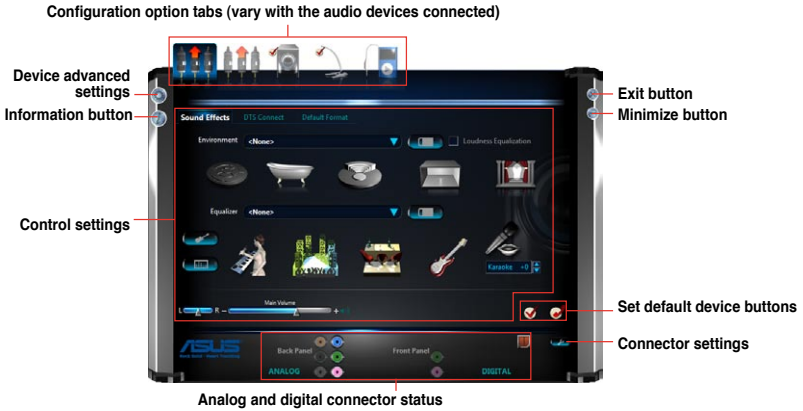 Configuration option tabs (vary with the audio devices connected)
Device advanced
settings
Information button
Exit button
Minimize button
Sound Effects
DTS Connect
Default Format
Environment
<None>
Loudness Equalization
Control settings
Equalizer
<None>
Karaoke +0
Main Volume
L
R
-
+
Set default device buttons
ASUS
Back Panel
Front Panel
ANALOG
DIGITAL
Connector settings
Analog and digital connector status